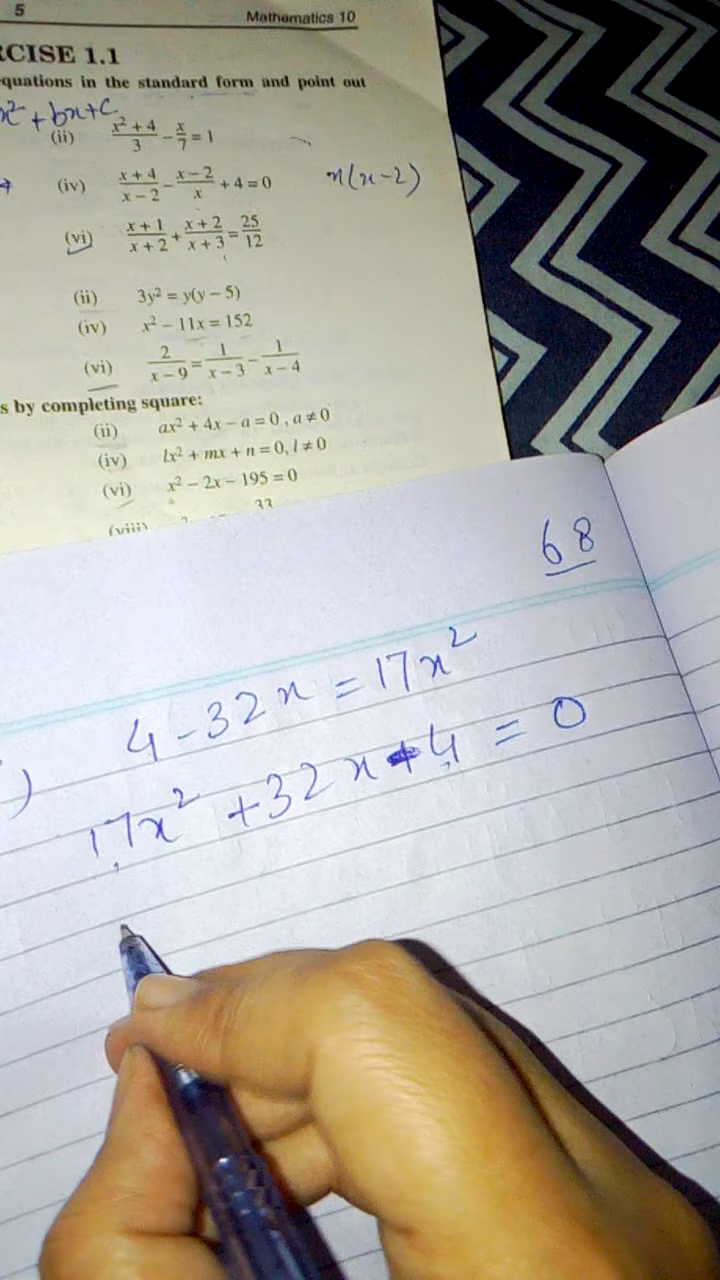 5 Mathematics 10
RCISE 1.1
equations in the standard form and point out
x² + bx + c
(ii) x² + 4 / 3 − x / 7 = 1
(iv) x + 4 / x − 2 − x − 2 / x + 4 = 0 x(x − 2)
(vi) x + 1 / x + 2 + x + 2 / x + 3 = 25 / 12
(ii) 3y² = y(y − 5)
(iv) x² − 11x = 152
(vi) 2 / x − 9 = 1 / x − 3 − 1 / x − 4
s by completing square:
(ii) ax² + 4x − a = 0 , a ≠ 0
(iv) lx² + mx + n = 0, l ≠ 0
(vi) x² − 2x − 195 = 0
(viii) 33
68
) 4 − 32x = 17x²
17x² + 32x − 4 = 0